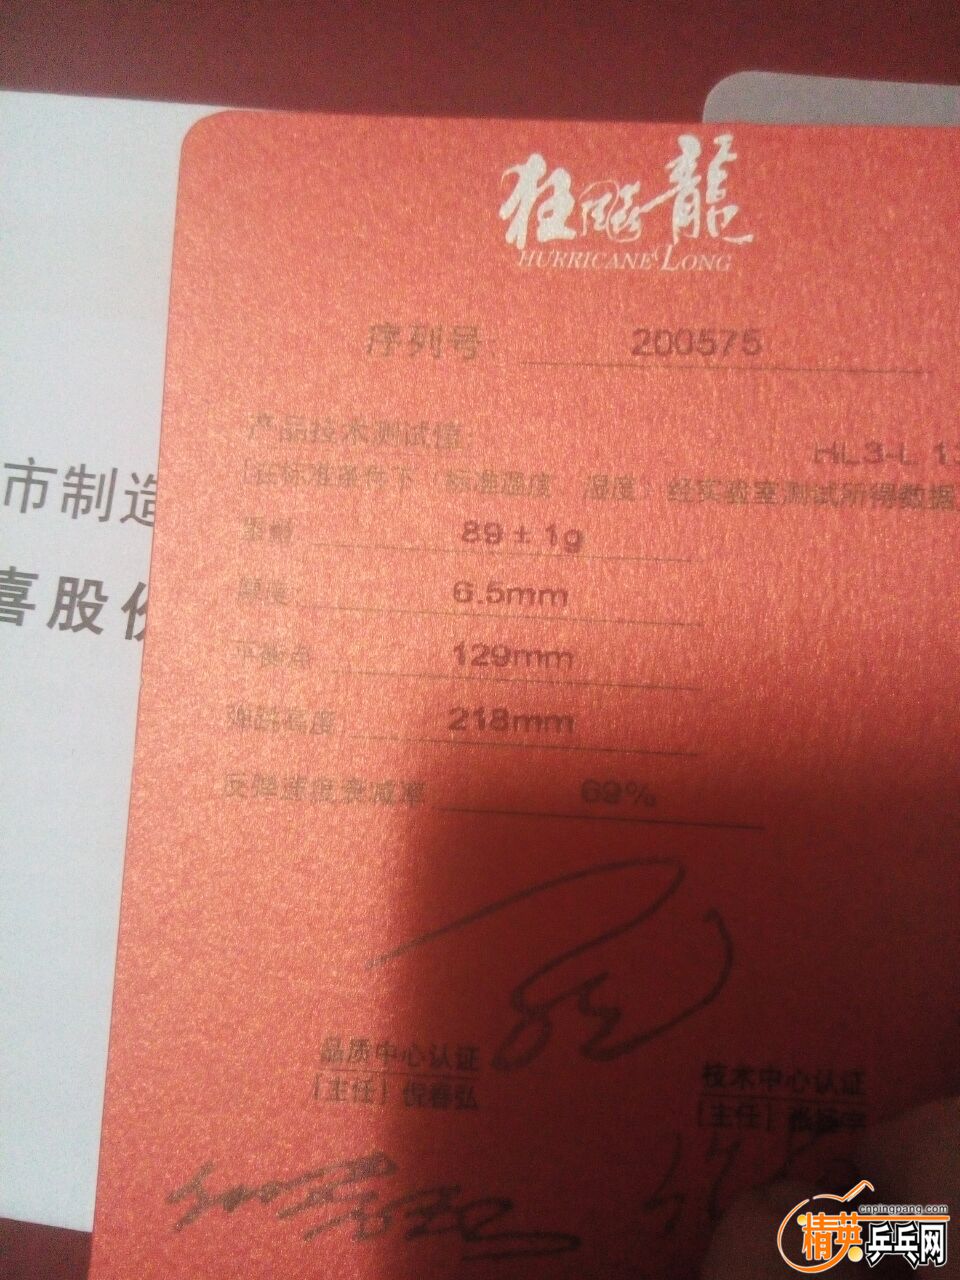 狂飚龍
HURRICANE LONG
序列号: 200575
产品技术测试值:
HL3-L 13
[在标准条件下(标准温度 湿度)经实验室测试所得数据
市制造
89±1g
喜股份
厚度: 6.5mm
平衡点 129mm
弹跳高度 218mm
反弹速度衰减率 69%
品质中心认证
[主任] 倪春弘
技术中心认证
[主任]
cnpingpang.com
精英乒乓网